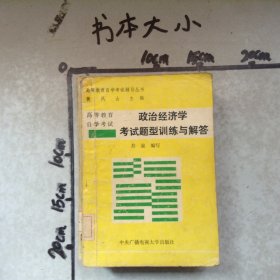 书本大小
10cm 15cm 20cm
10cm
15cm
20cm
高等教育自学考试辅导丛书
高等教育
自学考试
政治经济学
考试题型训练与解答
编写
中央广播电视大学出版社